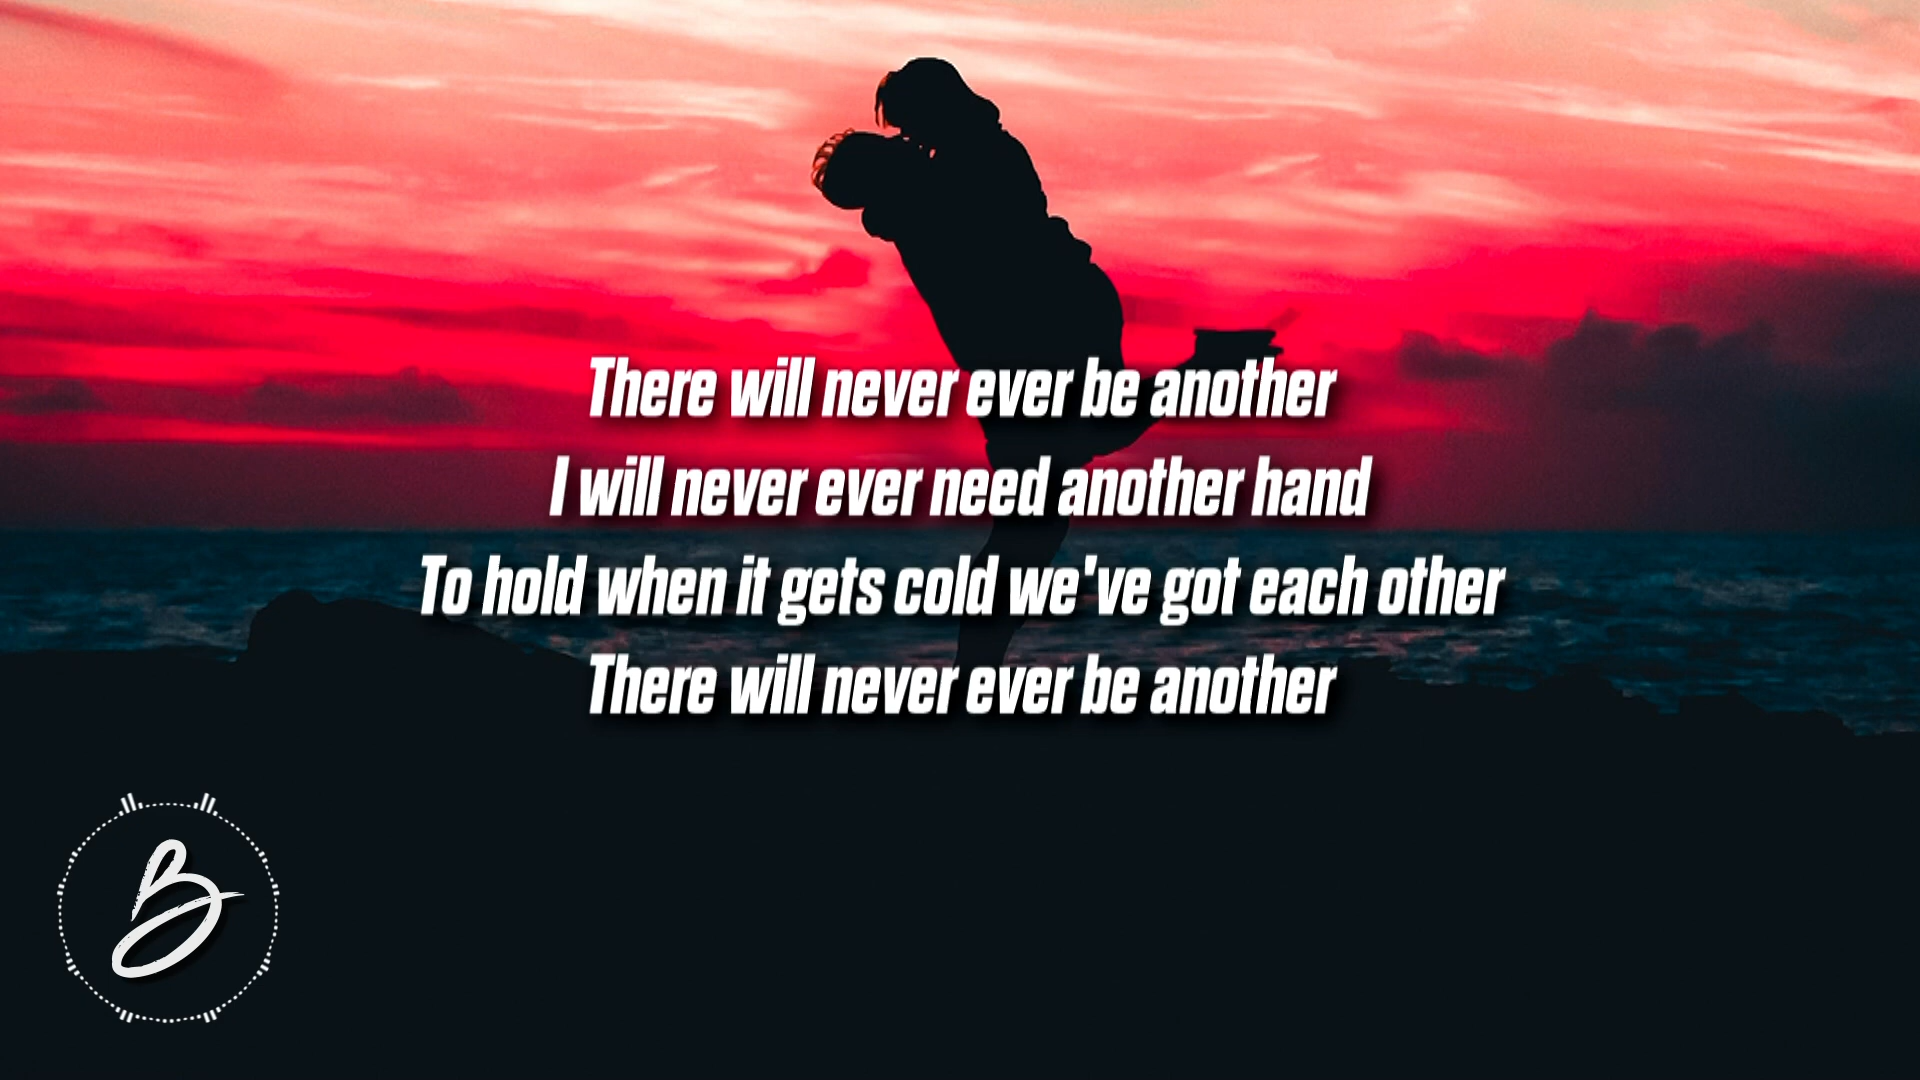 There will never ever be another
I will never ever need another hand
To hold when it gets cold we've got each other
There will never ever be another
B